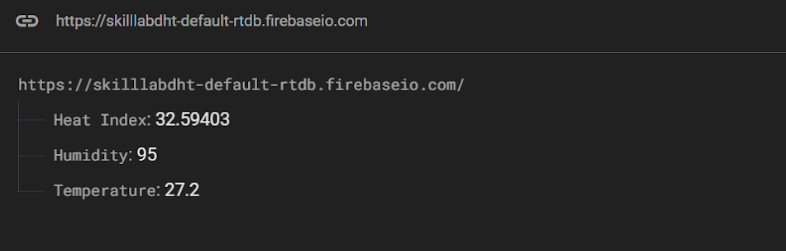 https://skilllabdht-default-rtdb.firebaseio.com
https://skilllabdht-default-rtdb.firebaseio.com/
Heat Index: 32.59403
Humidity: 95
Temperature: 27.2